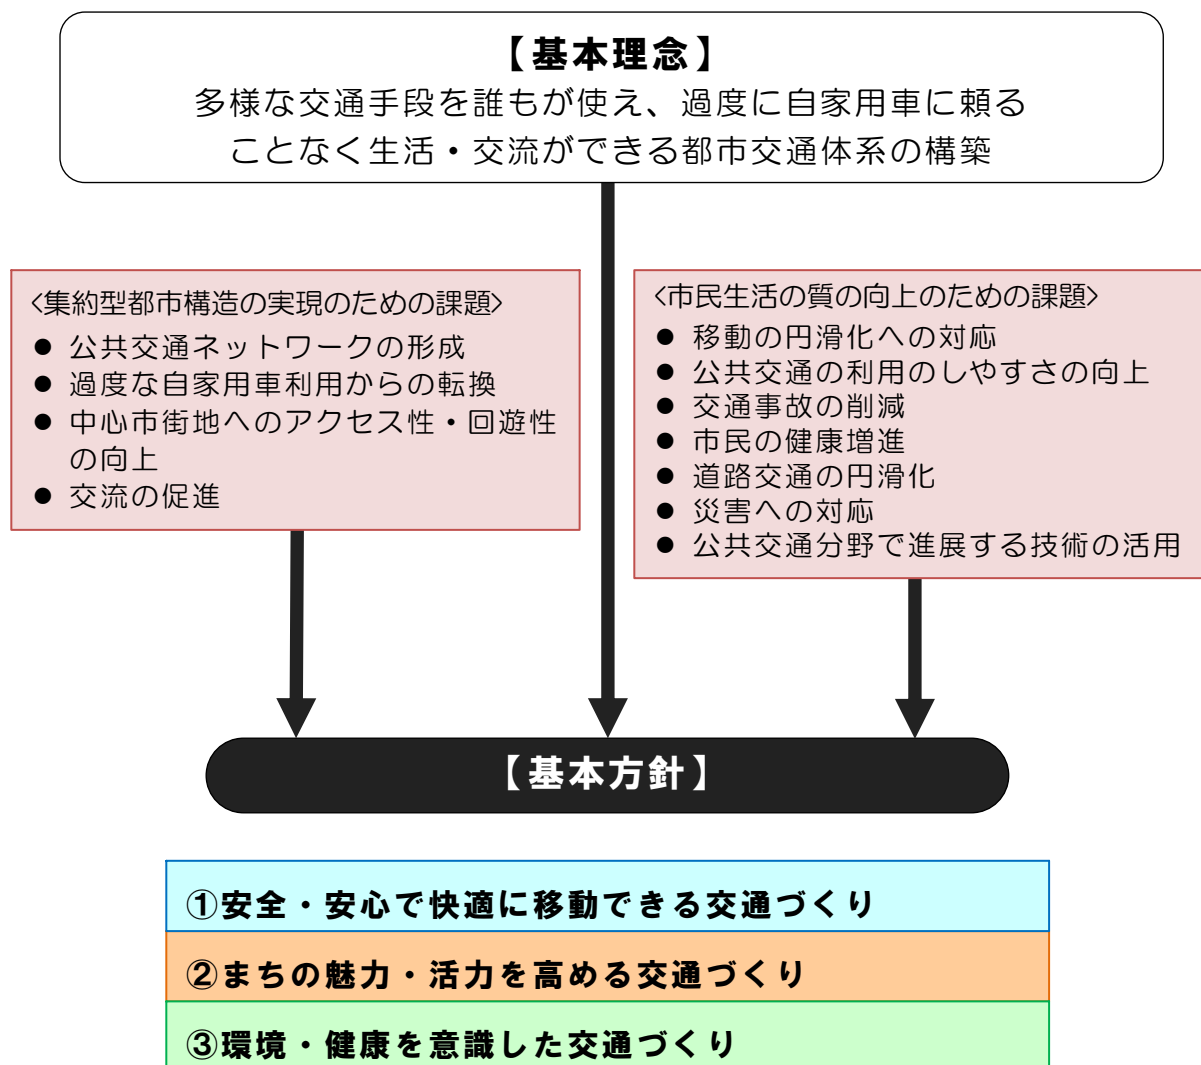 【基本理念】
多様な交通手段を誰もが使え、過度に自家用車に頼る
ことなく生活・交流ができる都市交通体系の構築
<集約型都市構造の実現のための課題>
● 公共交通ネットワークの形成
● 過度な自家用車利用からの転換
● 中心市街地へのアクセス性・回遊性
の向上
● 交流の促進
<市民生活の質の向上のための課題>
● 移動の円滑化への対応
● 公共交通の利用のしやすさの向上
● 交通事故の削減
● 市民の健康増進
● 道路交通の円滑化
● 災害への対応
● 公共交通分野で進展する技術の活用
【基本方針】
①安全・安心で快適に移動できる交通づくり
②まちの魅力・活力を高める交通づくり
③環境・健康を意識した交通づくり